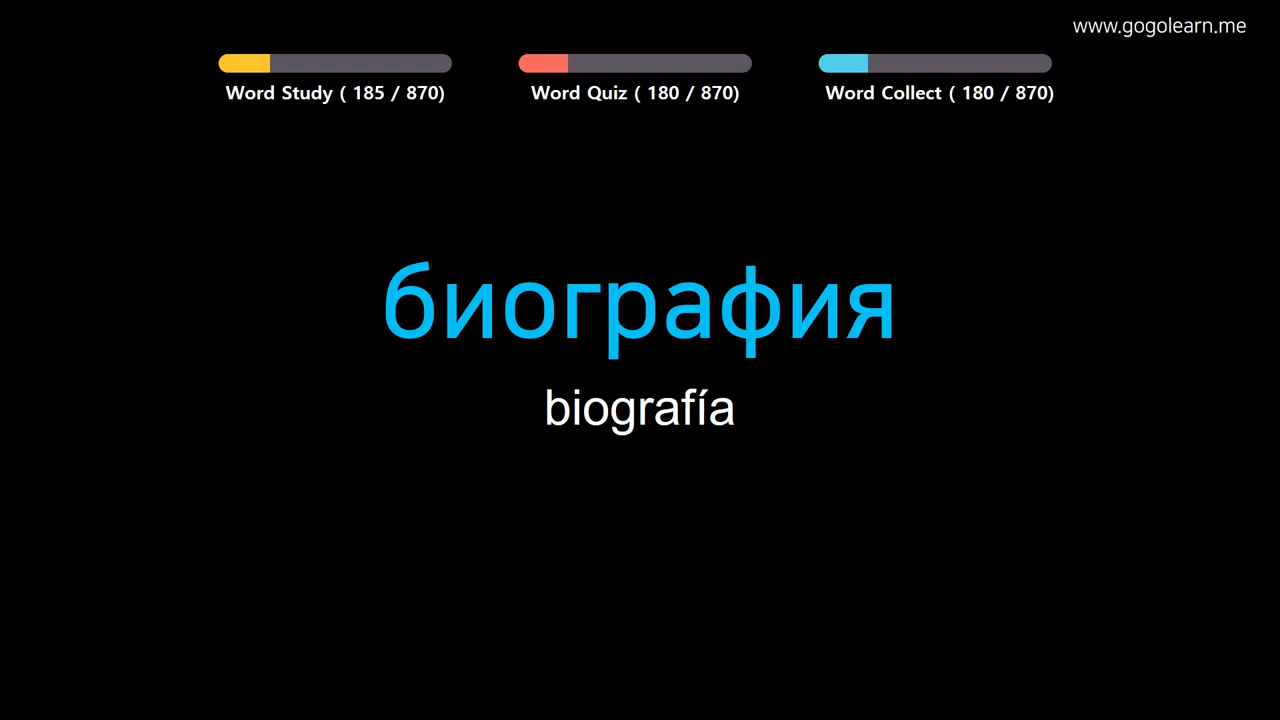 www.gogolearn.me
Word Study ( 185 / 870)
Word Quiz ( 180 / 870)
Word Collect ( 180 / 870)
биография
biografía